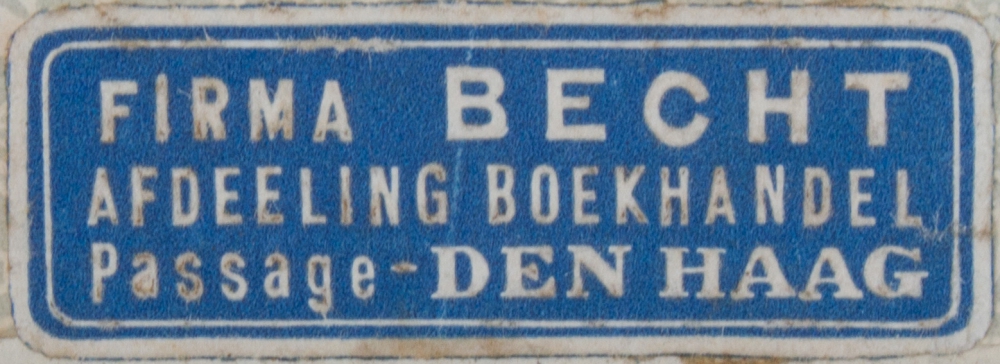 FIRMA BECHT
AFDEELING BOEKHANDEL
Passage-DEN HAAG